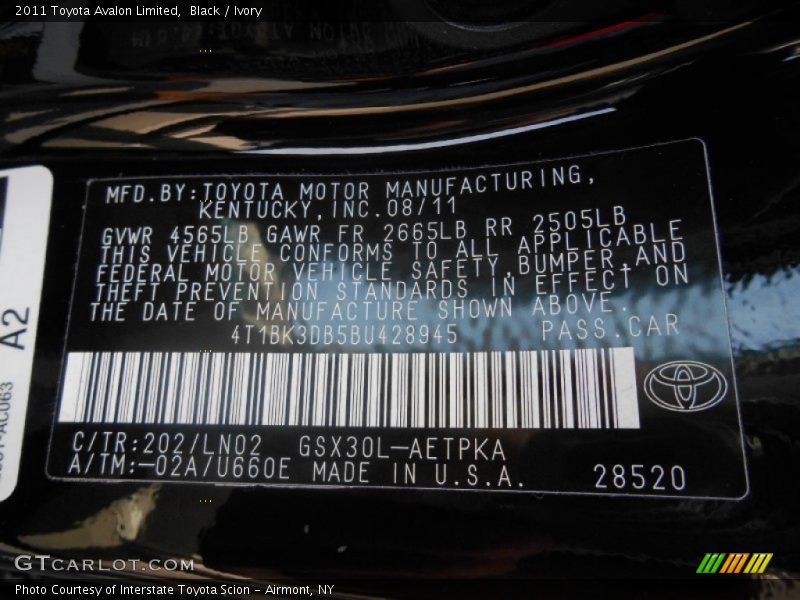 2011 Toyota Avalon Limited,  Black / Ivory
MFD.BY:TOYOTA MOTOR MANUFACTURING,
KENTUCKY,INC.08/11
GVWR 4565LB GAWR FR 2665LB RR 2505LB
THIS VEHICLE CONFORMS TO ALL APPLICABLE
FEDERAL MOTOR VEHICLE SAFETY,BUMPER,AND
THEFT PREVENTION STANDARDS IN EFFECT ON
THE DATE OF MANUFACTURE SHOWN ABOVE.
4T1BK3DB5BU428945 PASS.CAR
C/TR:202/LN02 GSX30L-AETPKA
A/TM:-02A/U660E MADE IN U.S.A. 28520
A2
GTCARLOT.COM
Photo Courtesy of Interstate Toyota Scion - Airmont, NY